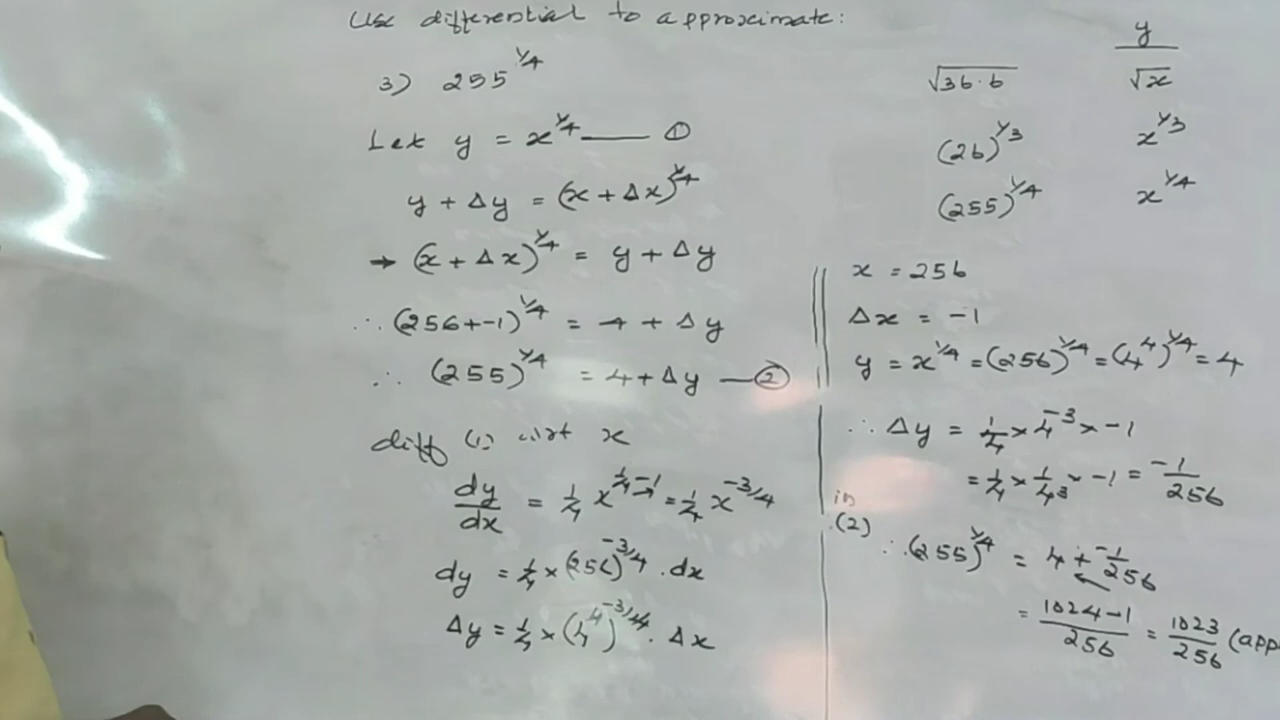 Use differential to approximate:
3) 255^{1/4}
Let y = x^{1/4} —— ①
y + Δy = (x + Δx)^{1/4}
→ (x + Δx)^{1/4} = y + Δy
∴ (256+-1)^{1/4} = 4 + Δy
∴ (255)^{1/4} = 4 + Δy —②
diff (1) wrt x
dy/dx = 1/4 x^{1/4-1} = 1/4 x^{-3/4}
dy = 1/4 × (256)^{-3/4} . dx
Δy = 1/4 × (4^4)^{-3/4} . Δx
y
√36.6 √x
(26)^{1/3} x^{1/3}
(255)^{1/4} x^{1/4}
x = 256
Δx = -1
y = x^{1/4} = (256)^{1/4} = (4^4)^{1/4} = 4
∴ Δy = 1/4 × 4^{-3} × -1
= 1/4 × 1/4^3 × -1 = -1/256
in
(2)
∴ (255)^{1/4} = 4 + -1/256
= 1024-1/256 = 1023/256 (app